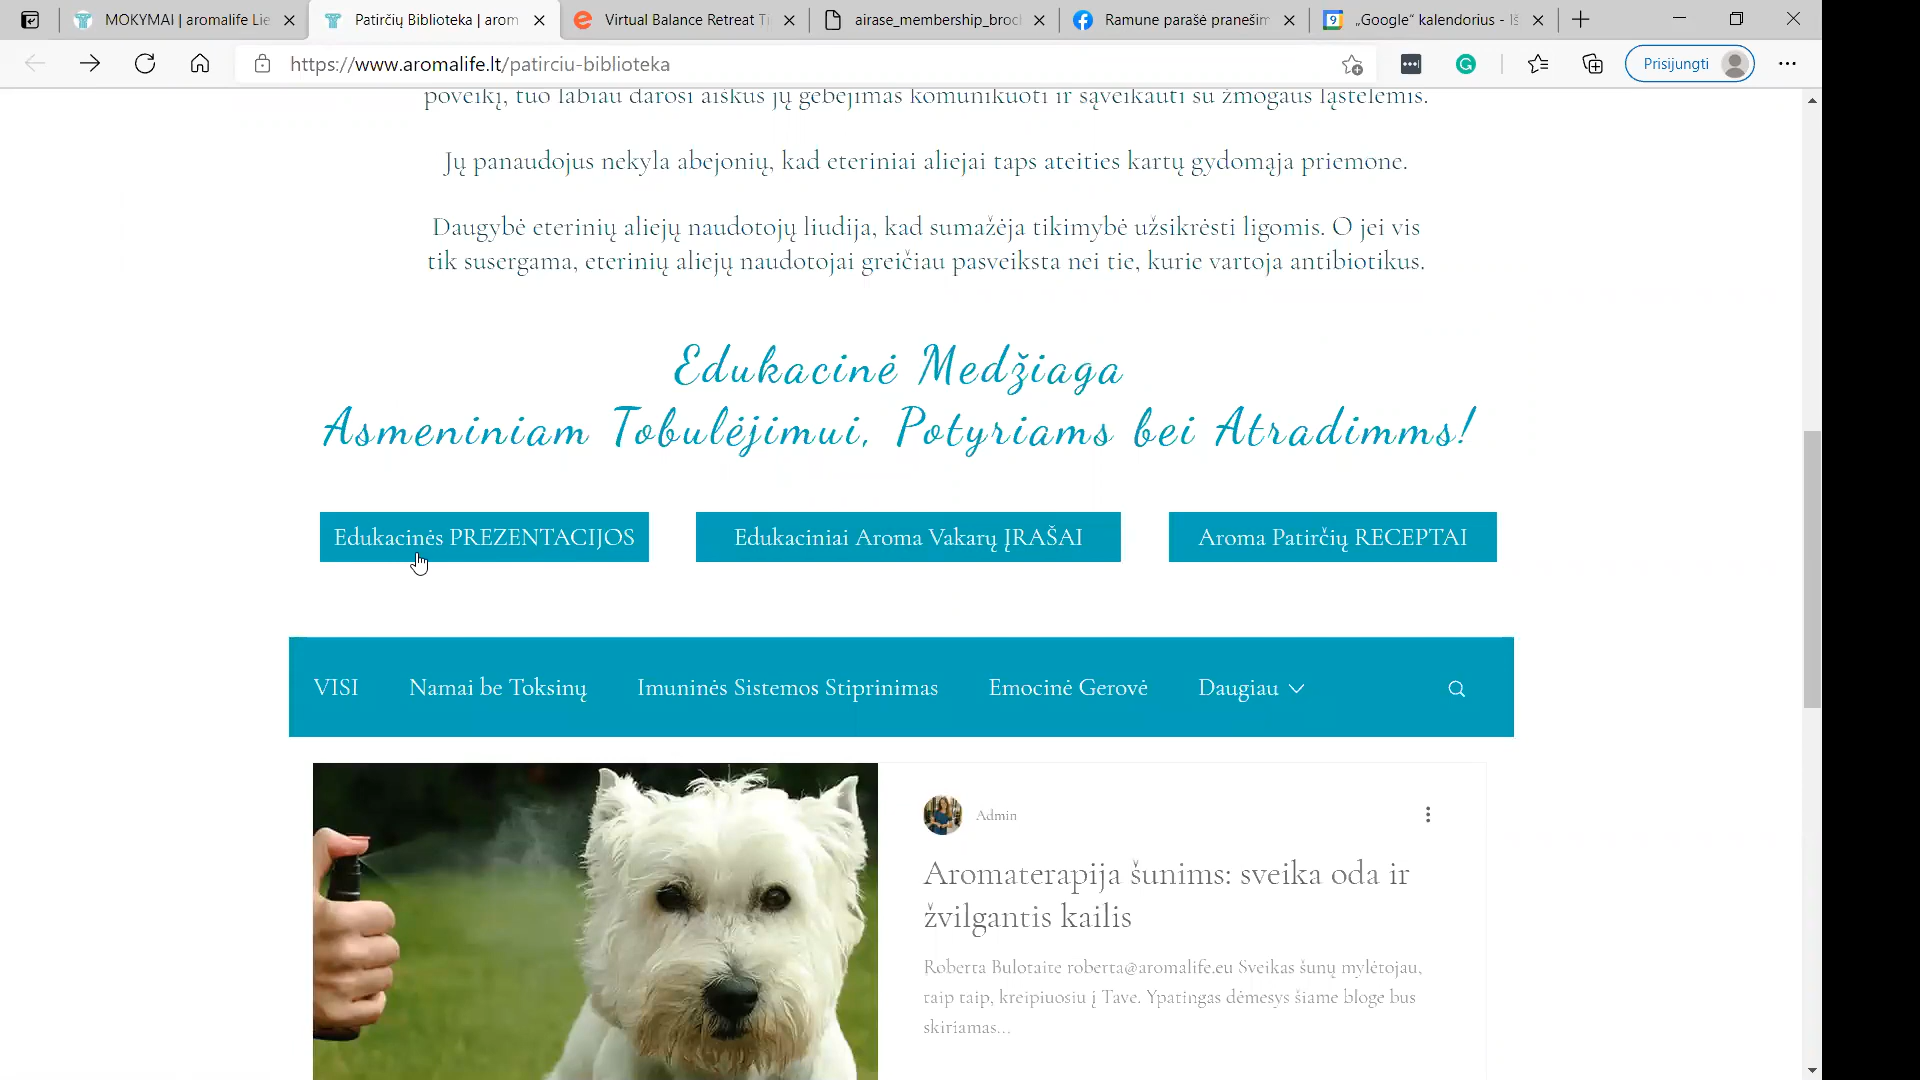 MOKYMAI | aromalife Lie
Patirčių Biblioteka | arom
Virtual Balance Retreat Ti
airase_membership_broc
Ramune parašė pranešim
„Google“ kalendorius - Iš
https://www.aromalife.lt/patirciu-biblioteka
Prisijungti
poveikį, tuo labiau darosi aiškus jų gebėjimas komunikuoti ir sąveikauti su žmogaus ląstelėmis.
Jų panaudojus nekyla abejonių, kad eteriniai aliejai taps ateities kartų gydomąja priemone.
Daugybė eterinių aliejų naudotojų liudija, kad sumažėja tikimybė užsikrėsti ligomis. O jei vis
tik susergama, eterinių aliejų naudotojai greičiau pasveiksta nei tie, kurie vartoja antibiotikus.
Edukacinė Medžiaga
Asmeniniam Tobulėjimui, Potyriams bei Atradimms!
Edukacinės PREZENTACIJOS
Edukaciniai Aroma Vakarų ĮRAŠAI
Aroma Patirčių RECEPTAI
VISI
Namai be Toksinų
Imuninės Sistemos Stiprinimas
Emocinė Gerovė
Daugiau
Admin
Aromaterapija šunims: sveika oda ir
žvilgantis kailis
Roberta Bulotaite roberta@aromalife.eu Sveikas šunų mylėtojau,
taip taip, kreipiuosiu į Tave. Ypatingas dėmesys šiame bloge bus
skiriamas...